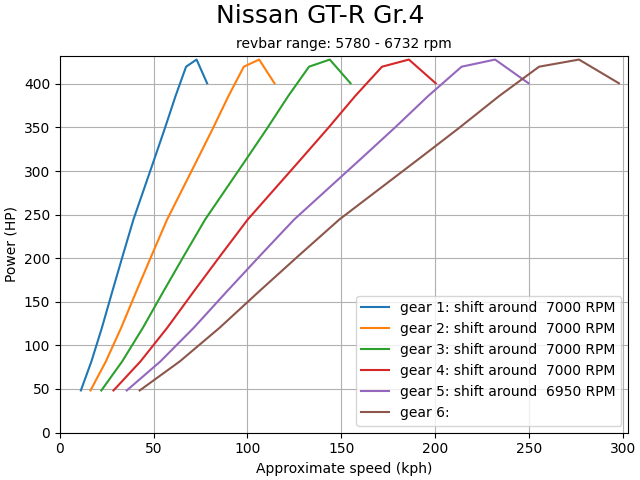 Nissan GT-R Gr.4
revbar range: 5780 - 6732 rpm
Power (HP)
400
350
300
250
200
150
100
50
0
gear 1: shift around  7000 RPM
gear 2: shift around  7000 RPM
gear 3: shift around  7000 RPM
gear 4: shift around  7000 RPM
gear 5: shift around  6950 RPM
gear 6:
0 50 100 150 200 250 300
Approximate speed (kph)